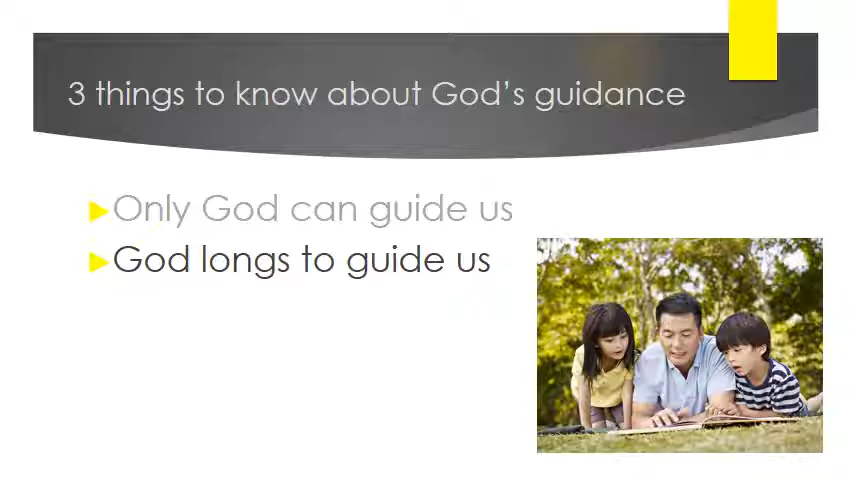 3 things to know about God’s guidance
Only God can guide us
God longs to guide us